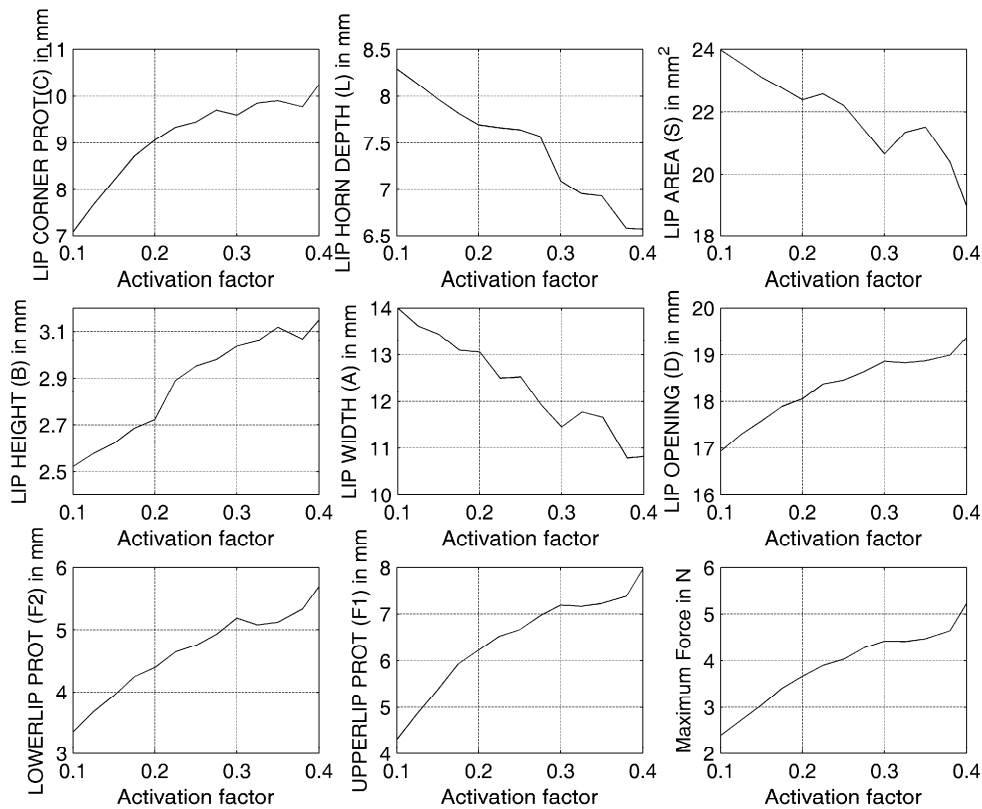 LIP CORNER PROT(C) in mm
11
10
9
8
7
0.1 0.2 0.3 0.4
Activation factor
LIP HORN DEPTH (L) in mm
8.5
8
7.5
7
6.5
0.1 0.2 0.3 0.4
Activation factor
LIP AREA (S) in mm²
24
22
20
18
0.1 0.2 0.3 0.4
Activation factor
LIP HEIGHT (B) in mm
3.1
2.9
2.7
2.5
0.1 0.2 0.3 0.4
Activation factor
LIP WIDTH (A) in mm
14
13
12
11
10
0.1 0.2 0.3 0.4
Activation factor
LIP OPENING (D) in mm
20
19
18
17
16
0.1 0.2 0.3 0.4
Activation factor
LOWERLIP PROT (F2) in mm
6
5
4
3
0.1 0.2 0.3 0.4
Activation factor
UPPERLIP PROT (F1) in mm
8
7
6
5
4
0.1 0.2 0.3 0.4
Activation factor
Maximum Force in N
6
5
4
3
2
0.1 0.2 0.3 0.4
Activation factor